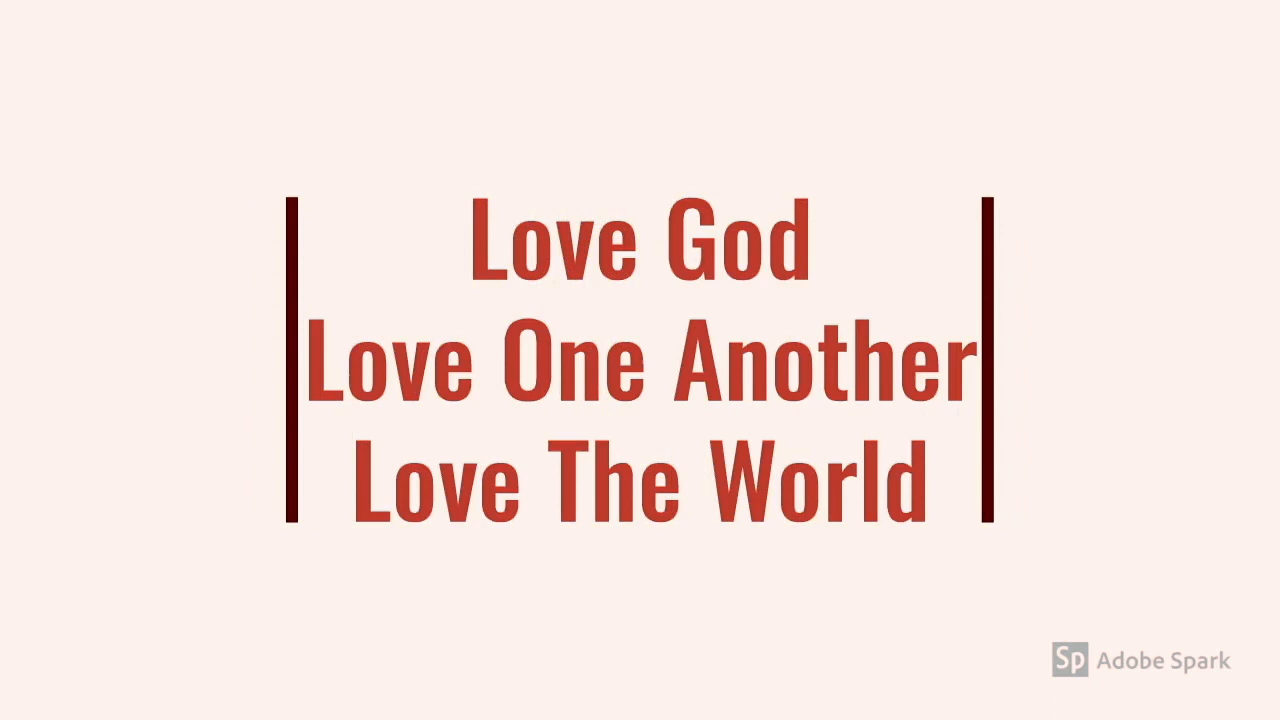 Love God
Love One Another
Love The World
Sp Adobe Spark